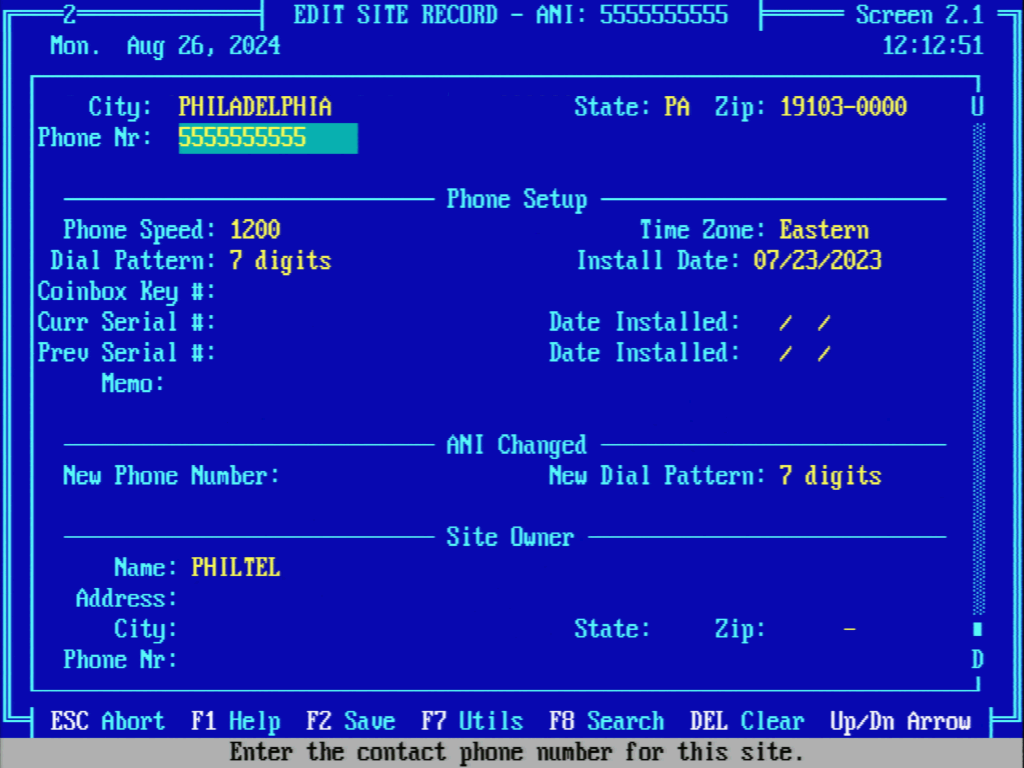 2 EDIT SITE RECORD - ANI: 5555555555 Screen 2.1
Mon. Aug 26, 2024 12:12:51
City: PHILADELPHIA State: PA Zip: 19103-0000 U
Phone Nr: 5555555555
Phone Setup
Phone Speed: 1200 Time Zone: Eastern
Dial Pattern: 7 digits Install Date: 07/23/2023
Coinbox Key #:
Curr Serial #: Date Installed: / /
Prev Serial #: Date Installed: / /
Memo:
ANI Changed
New Phone Number: New Dial Pattern: 7 digits
Site Owner
Name: PHILTEL
Address:
City: State: Zip: -
Phone Nr: D
ESC Abort F1 Help F2 Save F7 Utils F8 Search DEL Clear Up/Dn Arrow
Enter the contact phone number for this site.